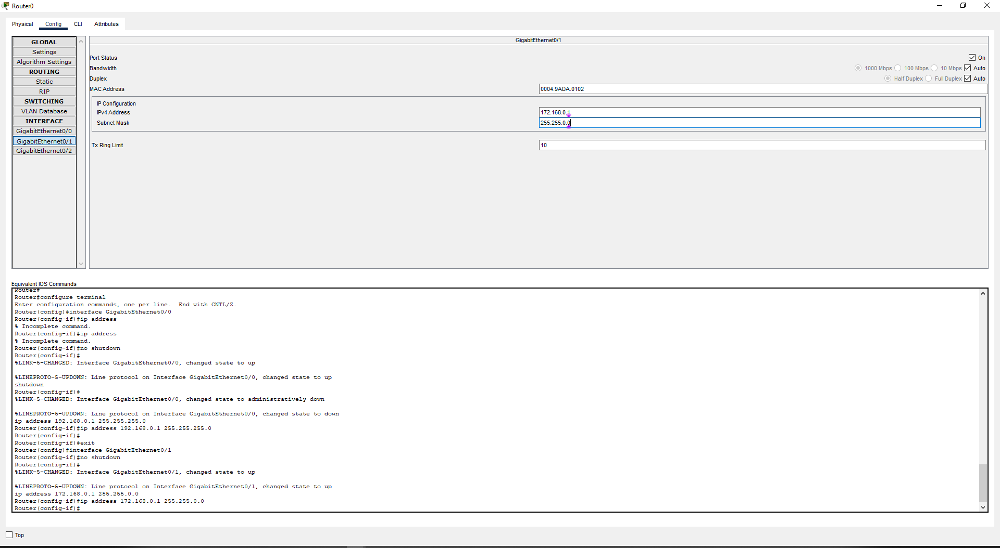 Router0
Physical Config CLI Attributes
GLOBAL
Settings
Algorithm Settings
ROUTING
Static
RIP
SWITCHING
VLAN Database
INTERFACE
GigabitEthernet0/0
GigabitEthernet0/1
GigabitEthernet0/2
GigabitEthernet0/1
Port Status On
Bandwidth 1000 Mbps 100 Mbps 10 Mbps Auto
Duplex Half Duplex Full Duplex Auto
MAC Address 0004.9ADA.0102
IP Configuration
IPv4 Address 172.168.0.1
Subnet Mask 255.255.0.0
Tx Ring Limit 10
Equivalent IOS Commands
Router#
Router#configure terminal
Enter configuration commands, one per line.  End with CNTL/Z.
Router(config)#interface GigabitEthernet0/0
Router(config-if)#ip address
% Incomplete command.
Router(config-if)#ip address
% Incomplete command.
Router(config-if)#no shutdown
Router(config-if)#
%LINK-5-CHANGED: Interface GigabitEthernet0/0, changed state to up
%LINEPROTO-5-UPDOWN: Line protocol on Interface GigabitEthernet0/0, changed state to up
shutdown
Router(config-if)#
%LINK-5-CHANGED: Interface GigabitEthernet0/0, changed state to administratively down
%LINEPROTO-5-UPDOWN: Line protocol on Interface GigabitEthernet0/0, changed state to down
ip address 192.168.0.1 255.255.255.0
Router(config-if)#ip address 192.168.0.1 255.255.255.0
Router(config-if)#
Router(config-if)#exit
Router(config)#interface GigabitEthernet0/1
Router(config-if)#no shutdown
Router(config-if)#
%LINK-5-CHANGED: Interface GigabitEthernet0/1, changed state to up
%LINEPROTO-5-UPDOWN: Line protocol on Interface GigabitEthernet0/1, changed state to up
ip address 172.168.0.1 255.255.0.0
Router(config-if)#ip address 172.168.0.1 255.255.0.0
Router(config-if)#
Top